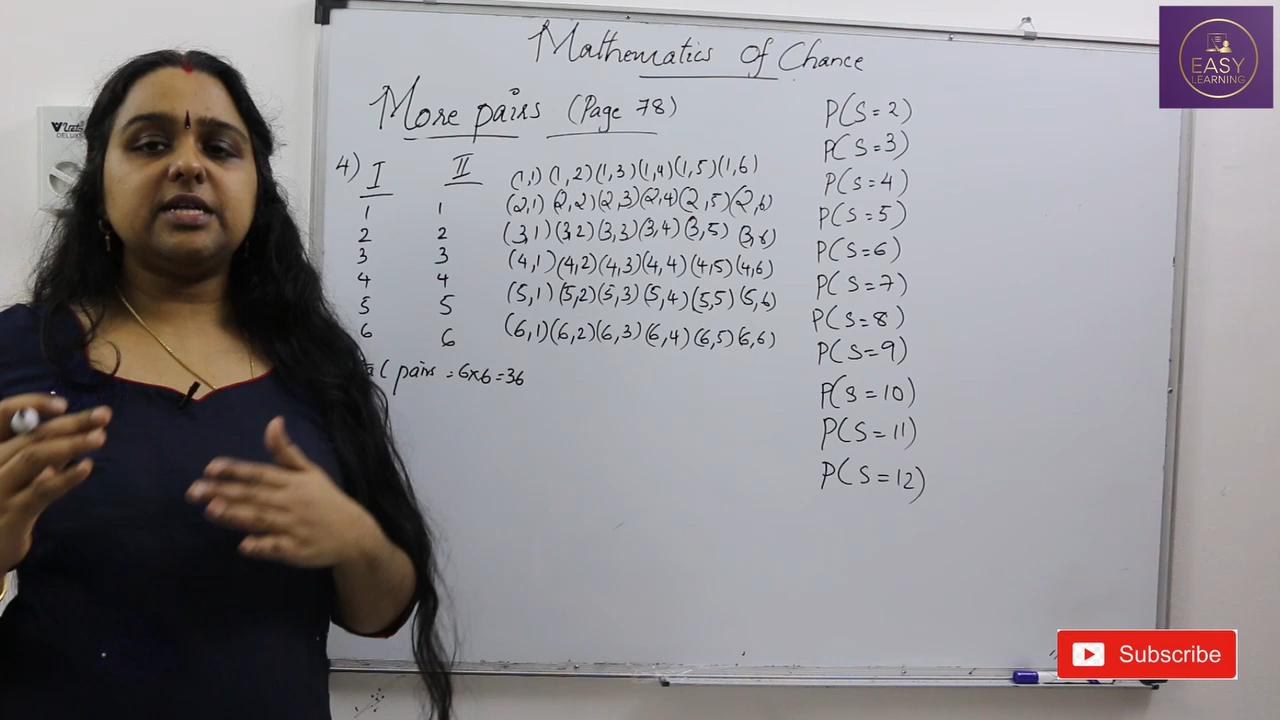 Mathematics Of Chance
More pairs (Page 78)
4) I II
1 1
2 2
3 3
4 4
5 5
6 6
(1,1) (1,2) (1,3) (1,4) (1,5) (1,6)
(2,1) (2,2) (2,3) (2,4) (2,5) (2,6)
(3,1) (3,2) (3,3) (3,4) (3,5) (3,6)
(4,1) (4,2) (4,3) (4,4) (4,5) (4,6)
(5,1) (5,2) (5,3) (5,4) (5,5) (5,6)
(6,1) (6,2) (6,3) (6,4) (6,5) (6,6)
pairs = 6x6 = 36
P(S=2)
P(S=3)
P(S=4)
P(S=5)
P(S=6)
P(S=7)
P(S=8)
P(S=9)
P(S=10)
P(S=11)
P(S=12)
EASY
LEARNING
Subscribe